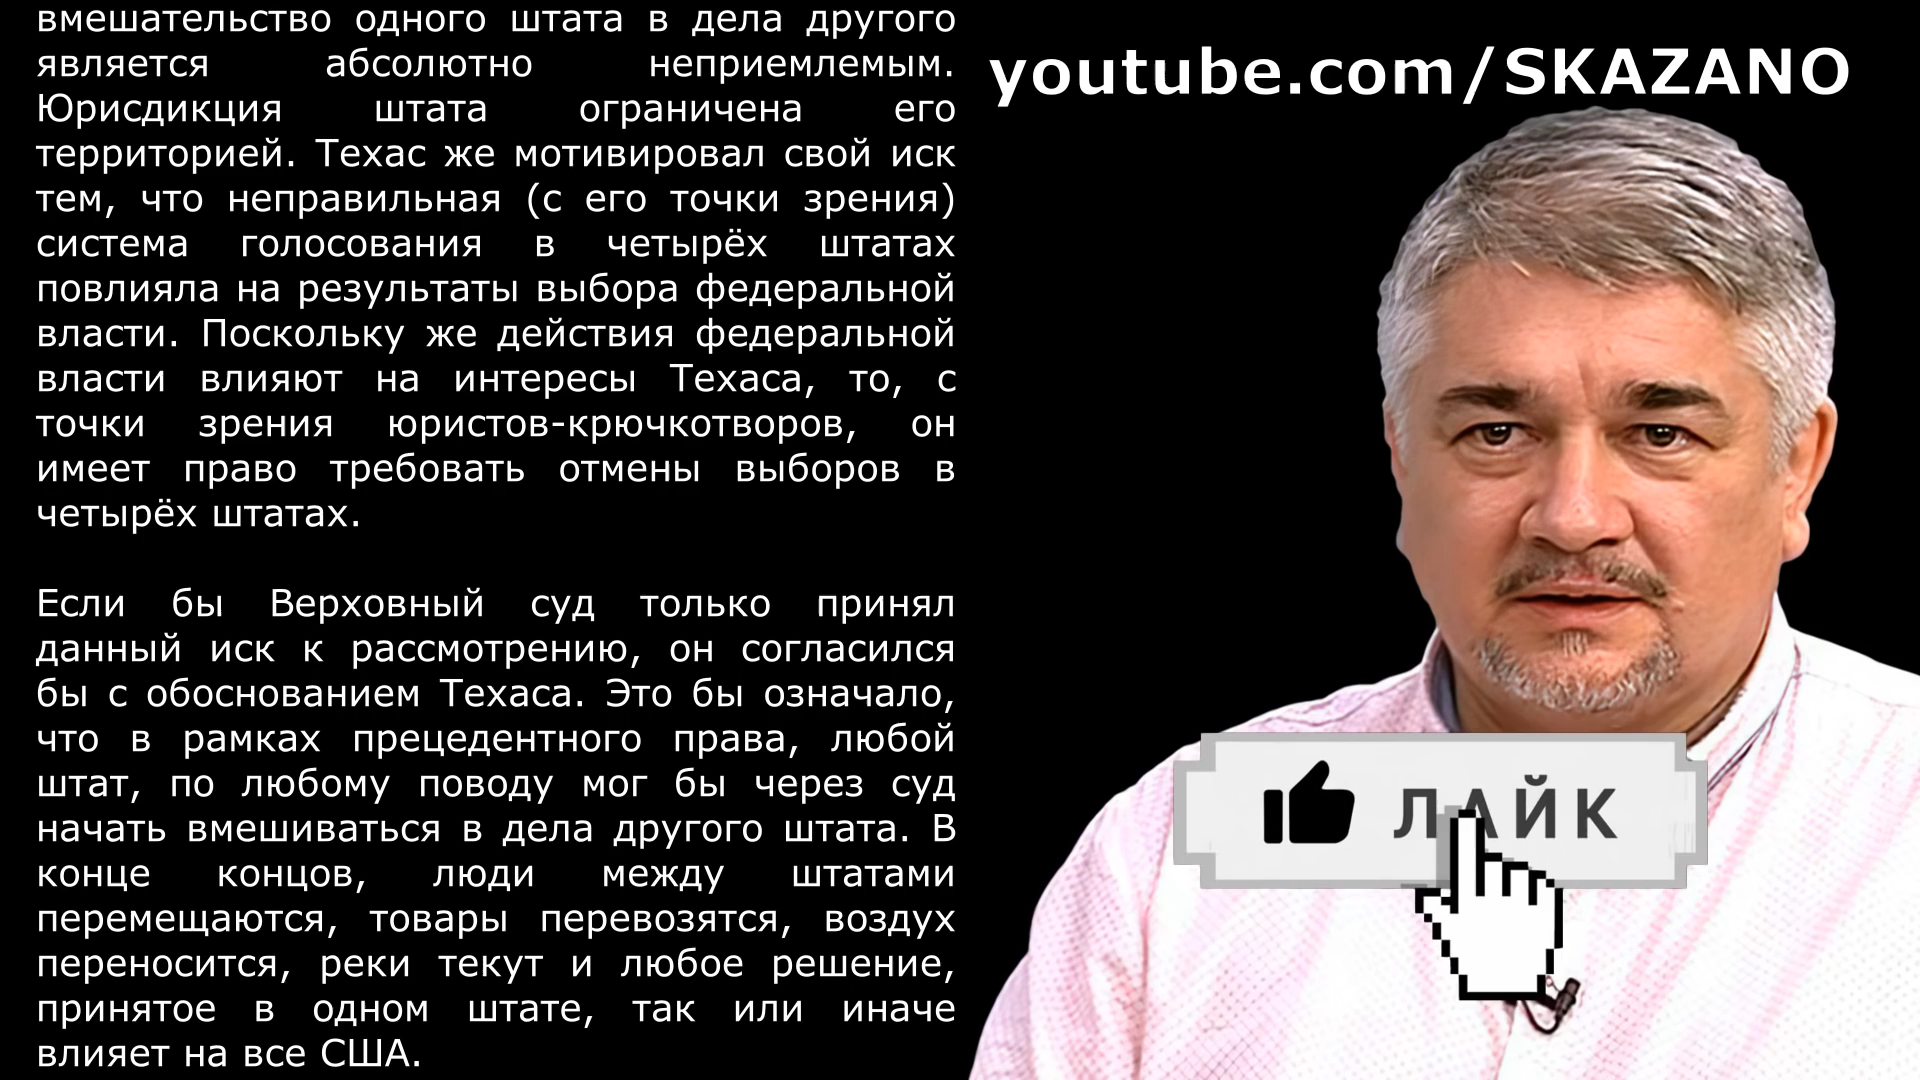 вмешательство одного штата в дела другого
является абсолютно неприемлемым.
Юрисдикция штата ограничена его
территорией. Техас же мотивировал свой иск
тем, что неправильная (с его точки зрения)
система голосования в четырёх штатах
повлияла на результаты выбора федеральной
власти. Поскольку же действия федеральной
власти влияют на интересы Техаса, то, с
точки зрения юристов-крючкотворов, он
имеет право требовать отмены выборов в
четырёх штатах.
Если бы Верховный суд только принял
данный иск к рассмотрению, он согласился
бы с обоснованием Техаса. Это бы означало,
что в рамках прецедентного права, любой
штат, по любому поводу мог бы через суд
начать вмешиваться в дела другого штата. В
конце концов, люди между штатами
перемещаются, товары перевозятся, воздух
переносится, реки текут и любое решение,
принятое в одном штате, так или иначе
влияет на все США.
youtube.com/SKAZANO
ЛАЙК